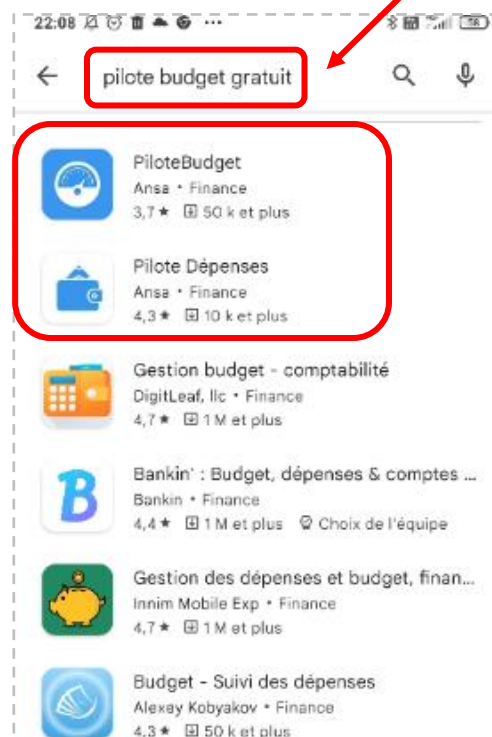 22:08
58
pilote budget gratuit
PiloteBudget
Ansa • Finance
3,7★ 50 k et plus
Pilote Dépenses
Ansa • Finance
4,3★ 10 k et plus
Gestion budget - comptabilité
DigitLeaf, llc • Finance
4,7★ 1 M et plus
B
Bankin' : Budget, dépenses & comptes ...
Bankin • Finance
4,4★ 1 M et plus Choix de l'équipe
Gestion des dépenses et budget, finan...
Innim Mobile Exp • Finance
4,7★ 1 M et plus
Budget - Suivi des dépenses
Alexey Kobyakov • Finance
4,3★ 50 k et plus